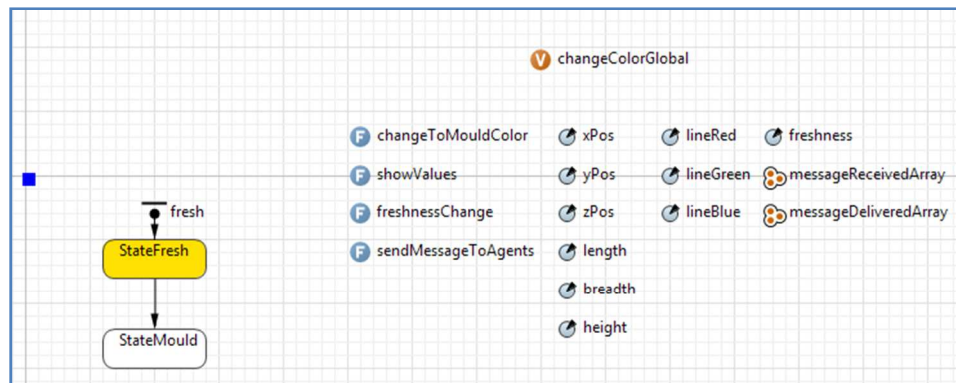 V changeColorGlobal
F changeToMouldColor xPos lineRed freshness
F showValues yPos lineGreen messageReceivedArray
fresh F freshnessChange zPos lineBlue messageDeliveredArray
StateFresh F sendMessageToAgents length
breadth
height
StateMould